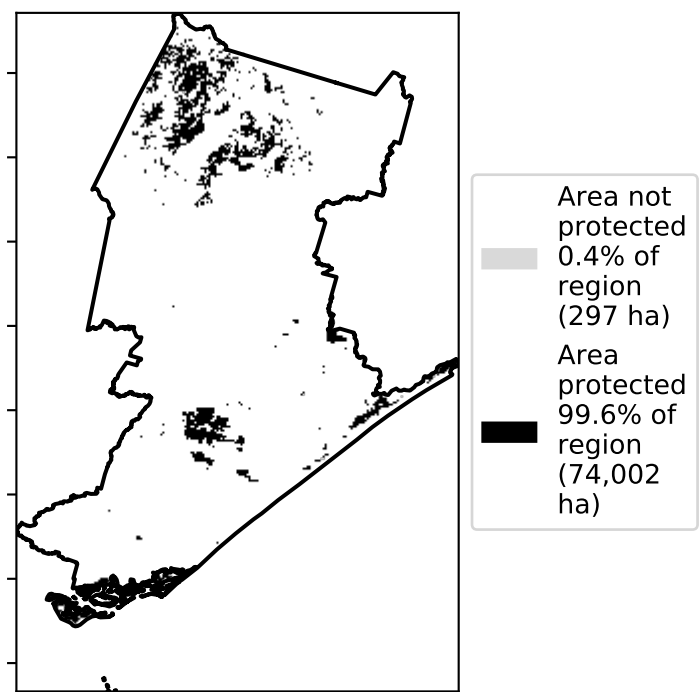 Area not
protected
0.4% of
region
(297 ha)
Area
protected
99.6% of
region
(74,002
ha)